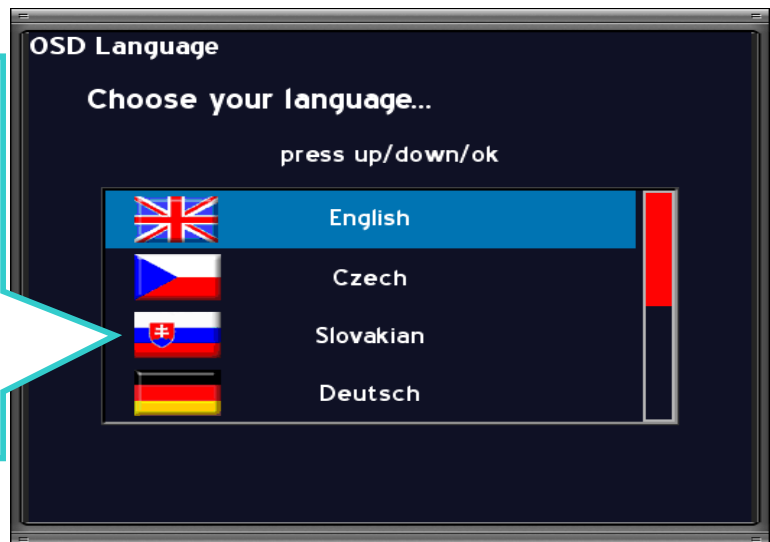 OSD Language
Choose your language...
press up/down/ok
English
Czech
Slovakian
Deutsch